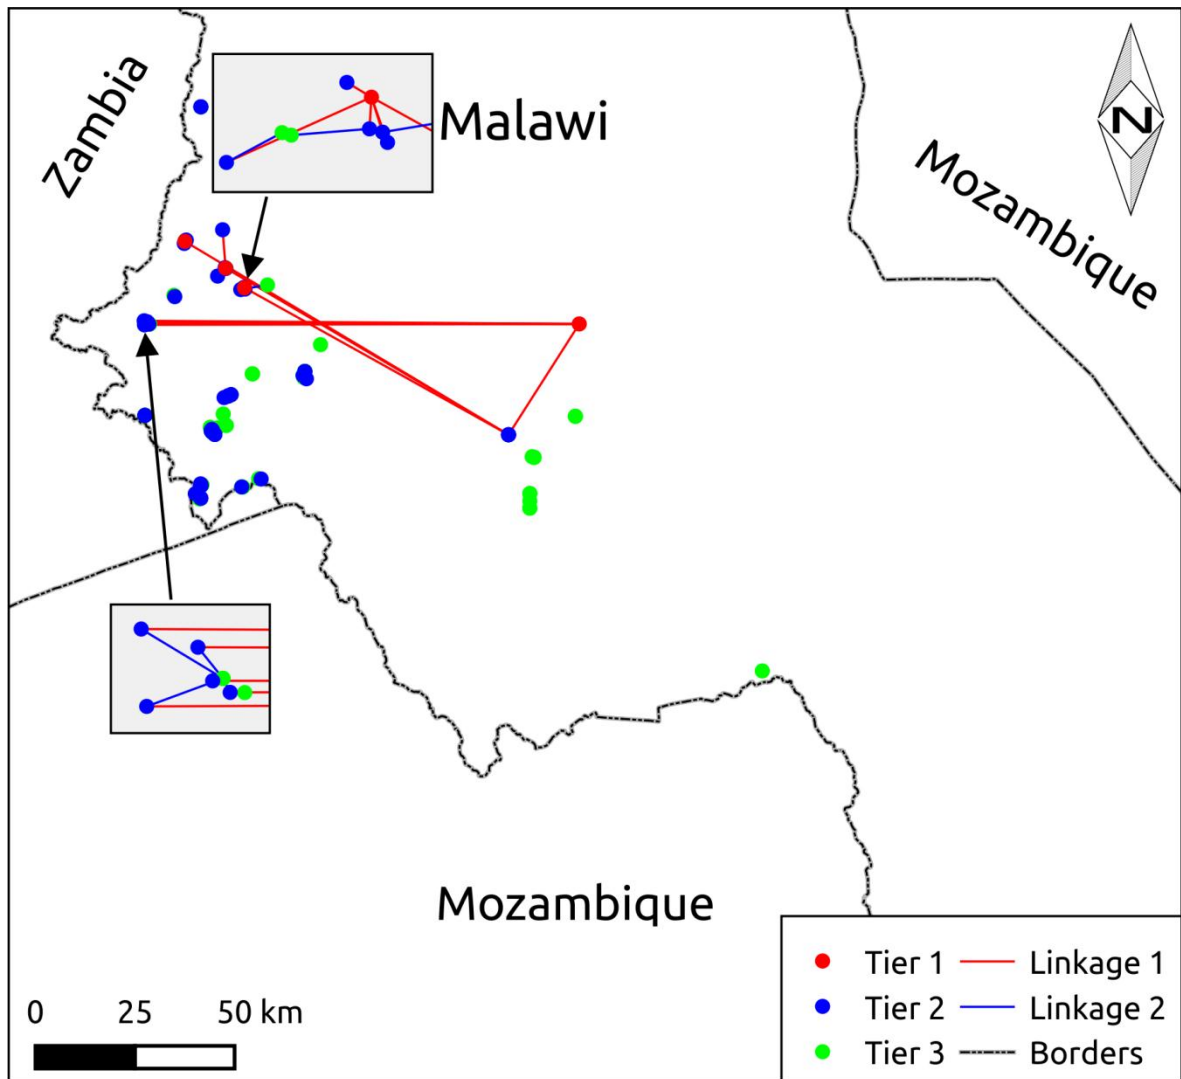 Zambia
Malawi
N
Mozambique
Mozambique
0 25 50 km
Tier 1 Linkage 1
Tier 2 Linkage 2
Tier 3 Borders